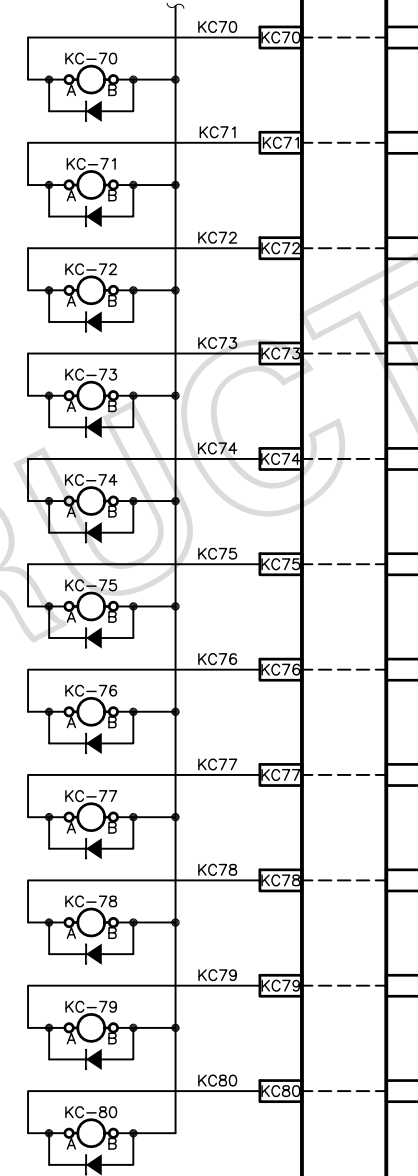 KC70
KC70
KC-70
A B
KC71
KC71
KC-71
A B
KC72
KC72
KC-72
A B
KC73
KC73
KC-73
A B
KC74
KC74
KC-74
A B
KC75
KC75
KC-75
A B
KC76
KC76
KC-76
A B
KC77
KC77
KC-77
A B
KC78
KC78
KC-78
A B
KC79
KC79
KC-79
A B
KC80
KC80
KC-80
A B
RUCT